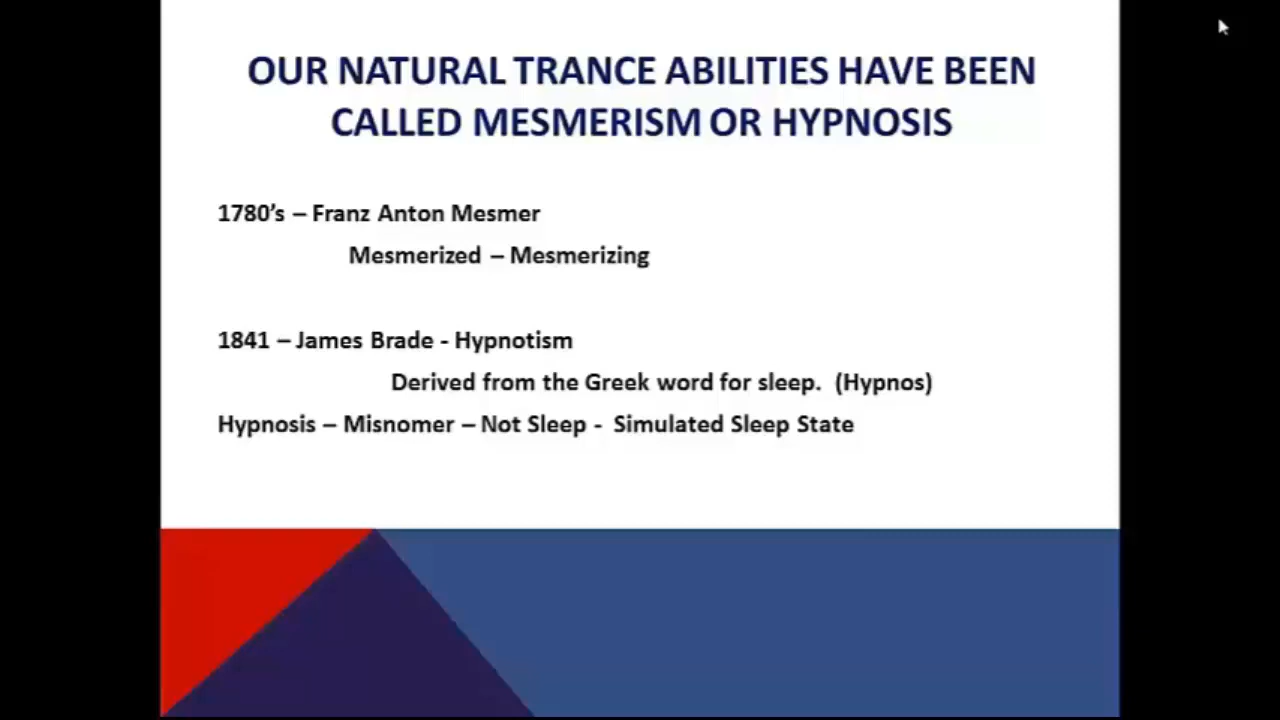 OUR NATURAL TRANCE ABILITIES HAVE BEEN
CALLED MESMERISM OR HYPNOSIS
1780’s – Franz Anton Mesmer
Mesmerized – Mesmerizing
1841 – James Brade - Hypnotism
Derived from the Greek word for sleep. (Hypnos)
Hypnosis – Misnomer – Not Sleep - Simulated Sleep State